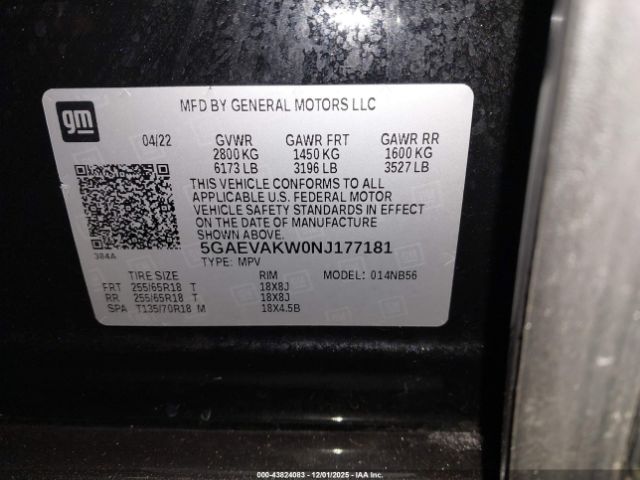 gm
MFD BY GENERAL MOTORS LLC
04/22 GVWR GAWR FRT GAWR RR
2800 KG 1450 KG 1600 KG
6173 LB 3196 LB 3527 LB
THIS VEHICLE CONFORMS TO ALL
APPLICABLE U.S. FEDERAL MOTOR
VEHICLE SAFETY STANDARDS IN EFFECT
ON THE DATE OF MANUFACTURE
SHOWN ABOVE.
384A
5GAEVAKW0NJ177181
TYPE: MPV MODEL: 014NB56
TIRE SIZE RIM
FRT 255/65R18 T 18X8J
RR 255/65R18 T 18X8J
SPA T135/70R18 M 18X4.5B
000-43824083 - 12/01/2025 - IAAI Inc.